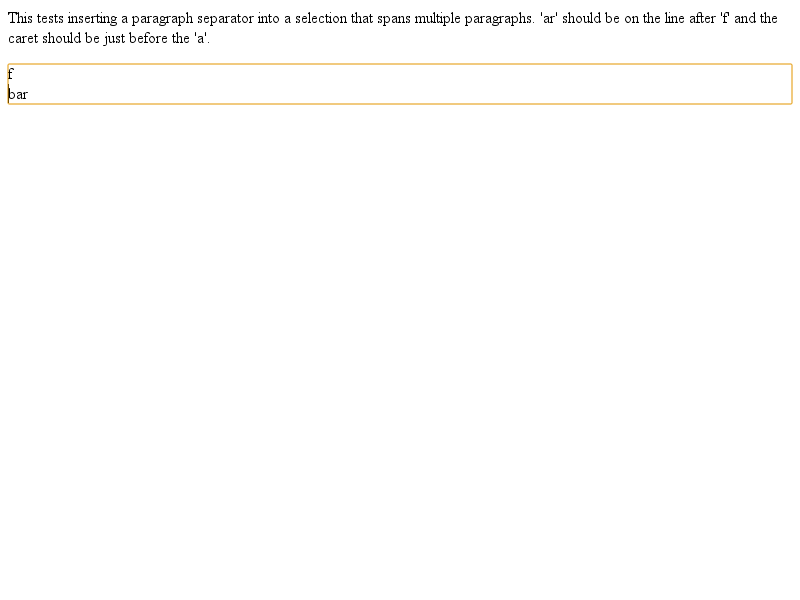 This tests inserting a paragraph separator into a selection that spans multiple paragraphs. 'ar' should be on the line after 'f' and the
caret should be just before the 'a'.
f
bar